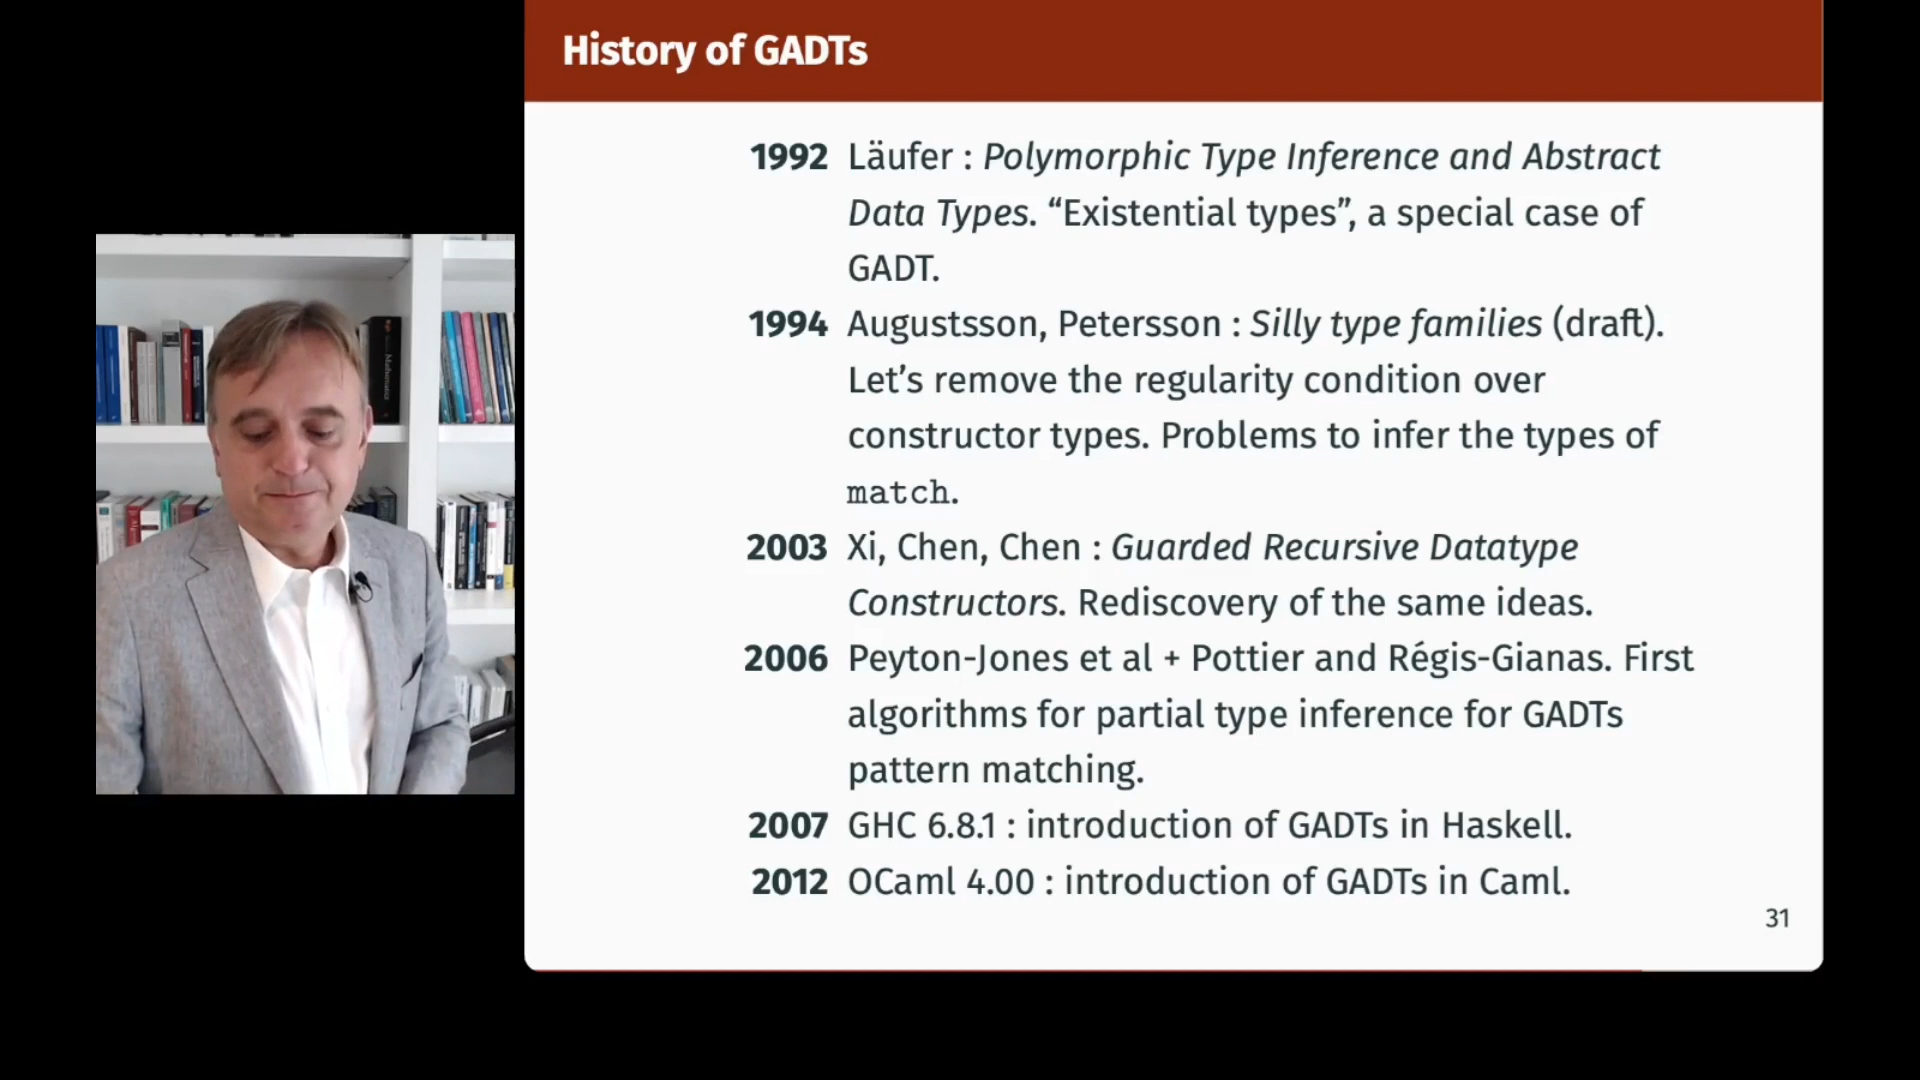 History of GADTs
1992 Läufer : Polymorphic Type Inference and Abstract
Data Types. “Existential types”, a special case of
GADT.
1994 Augustsson, Petersson : Silly type families (draft).
Let’s remove the regularity condition over
constructor types. Problems to infer the types of
match.
2003 Xi, Chen, Chen : Guarded Recursive Datatype
Constructors. Rediscovery of the same ideas.
2006 Peyton-Jones et al + Pottier and Régis-Gianas. First
algorithms for partial type inference for GADTs
pattern matching.
2007 GHC 6.8.1 : introduction of GADTs in Haskell.
2012 OCaml 4.00 : introduction of GADTs in Caml.
31